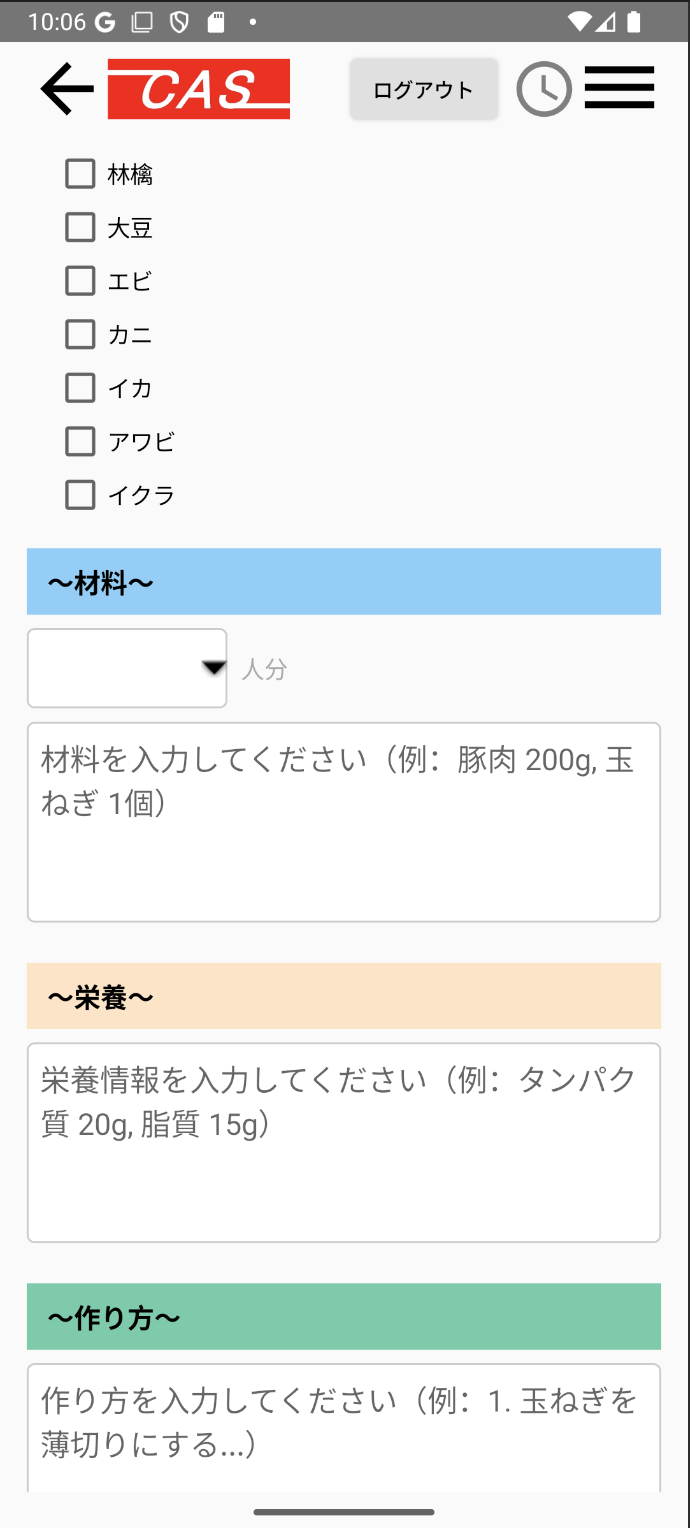 10:06
CAS
ログアウト
林檎
大豆
エビ
カニ
イカ
アワビ
イクラ
～材料～
人分
材料を入力してください（例：豚肉 200g, 玉
ねぎ 1個）
～栄養～
栄養情報を入力してください（例：タンパク
質 20g, 脂質 15g）
～作り方～
作り方を入力してください（例：1. 玉ねぎを
薄切りにする...）